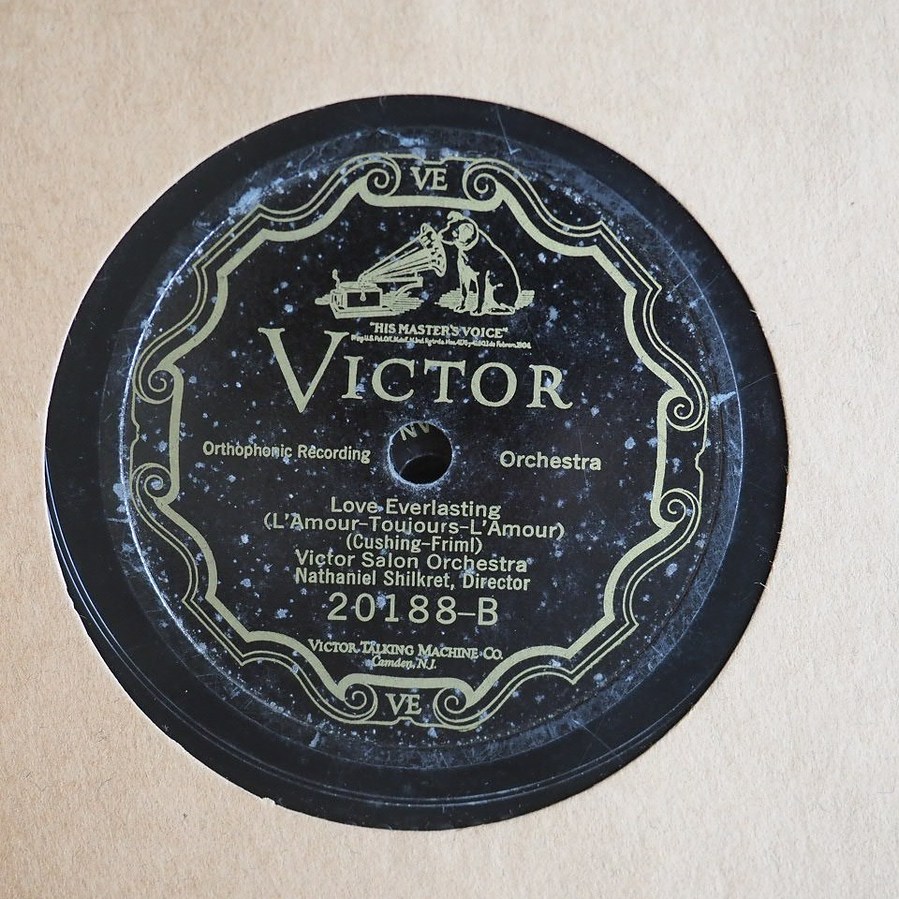 VE
"HIS MASTER'S VOICE"
VICTOR
Orthophonic Recording
Orchestra
Love Everlasting
(L'Amour-Toujours-L'Amour)
(Cushing-Friml)
Victor Salon Orchestra
Nathaniel Shilkret, Director
20188-B
VICTOR TALKING MACHINE CO.
Camden, N.J.
VE